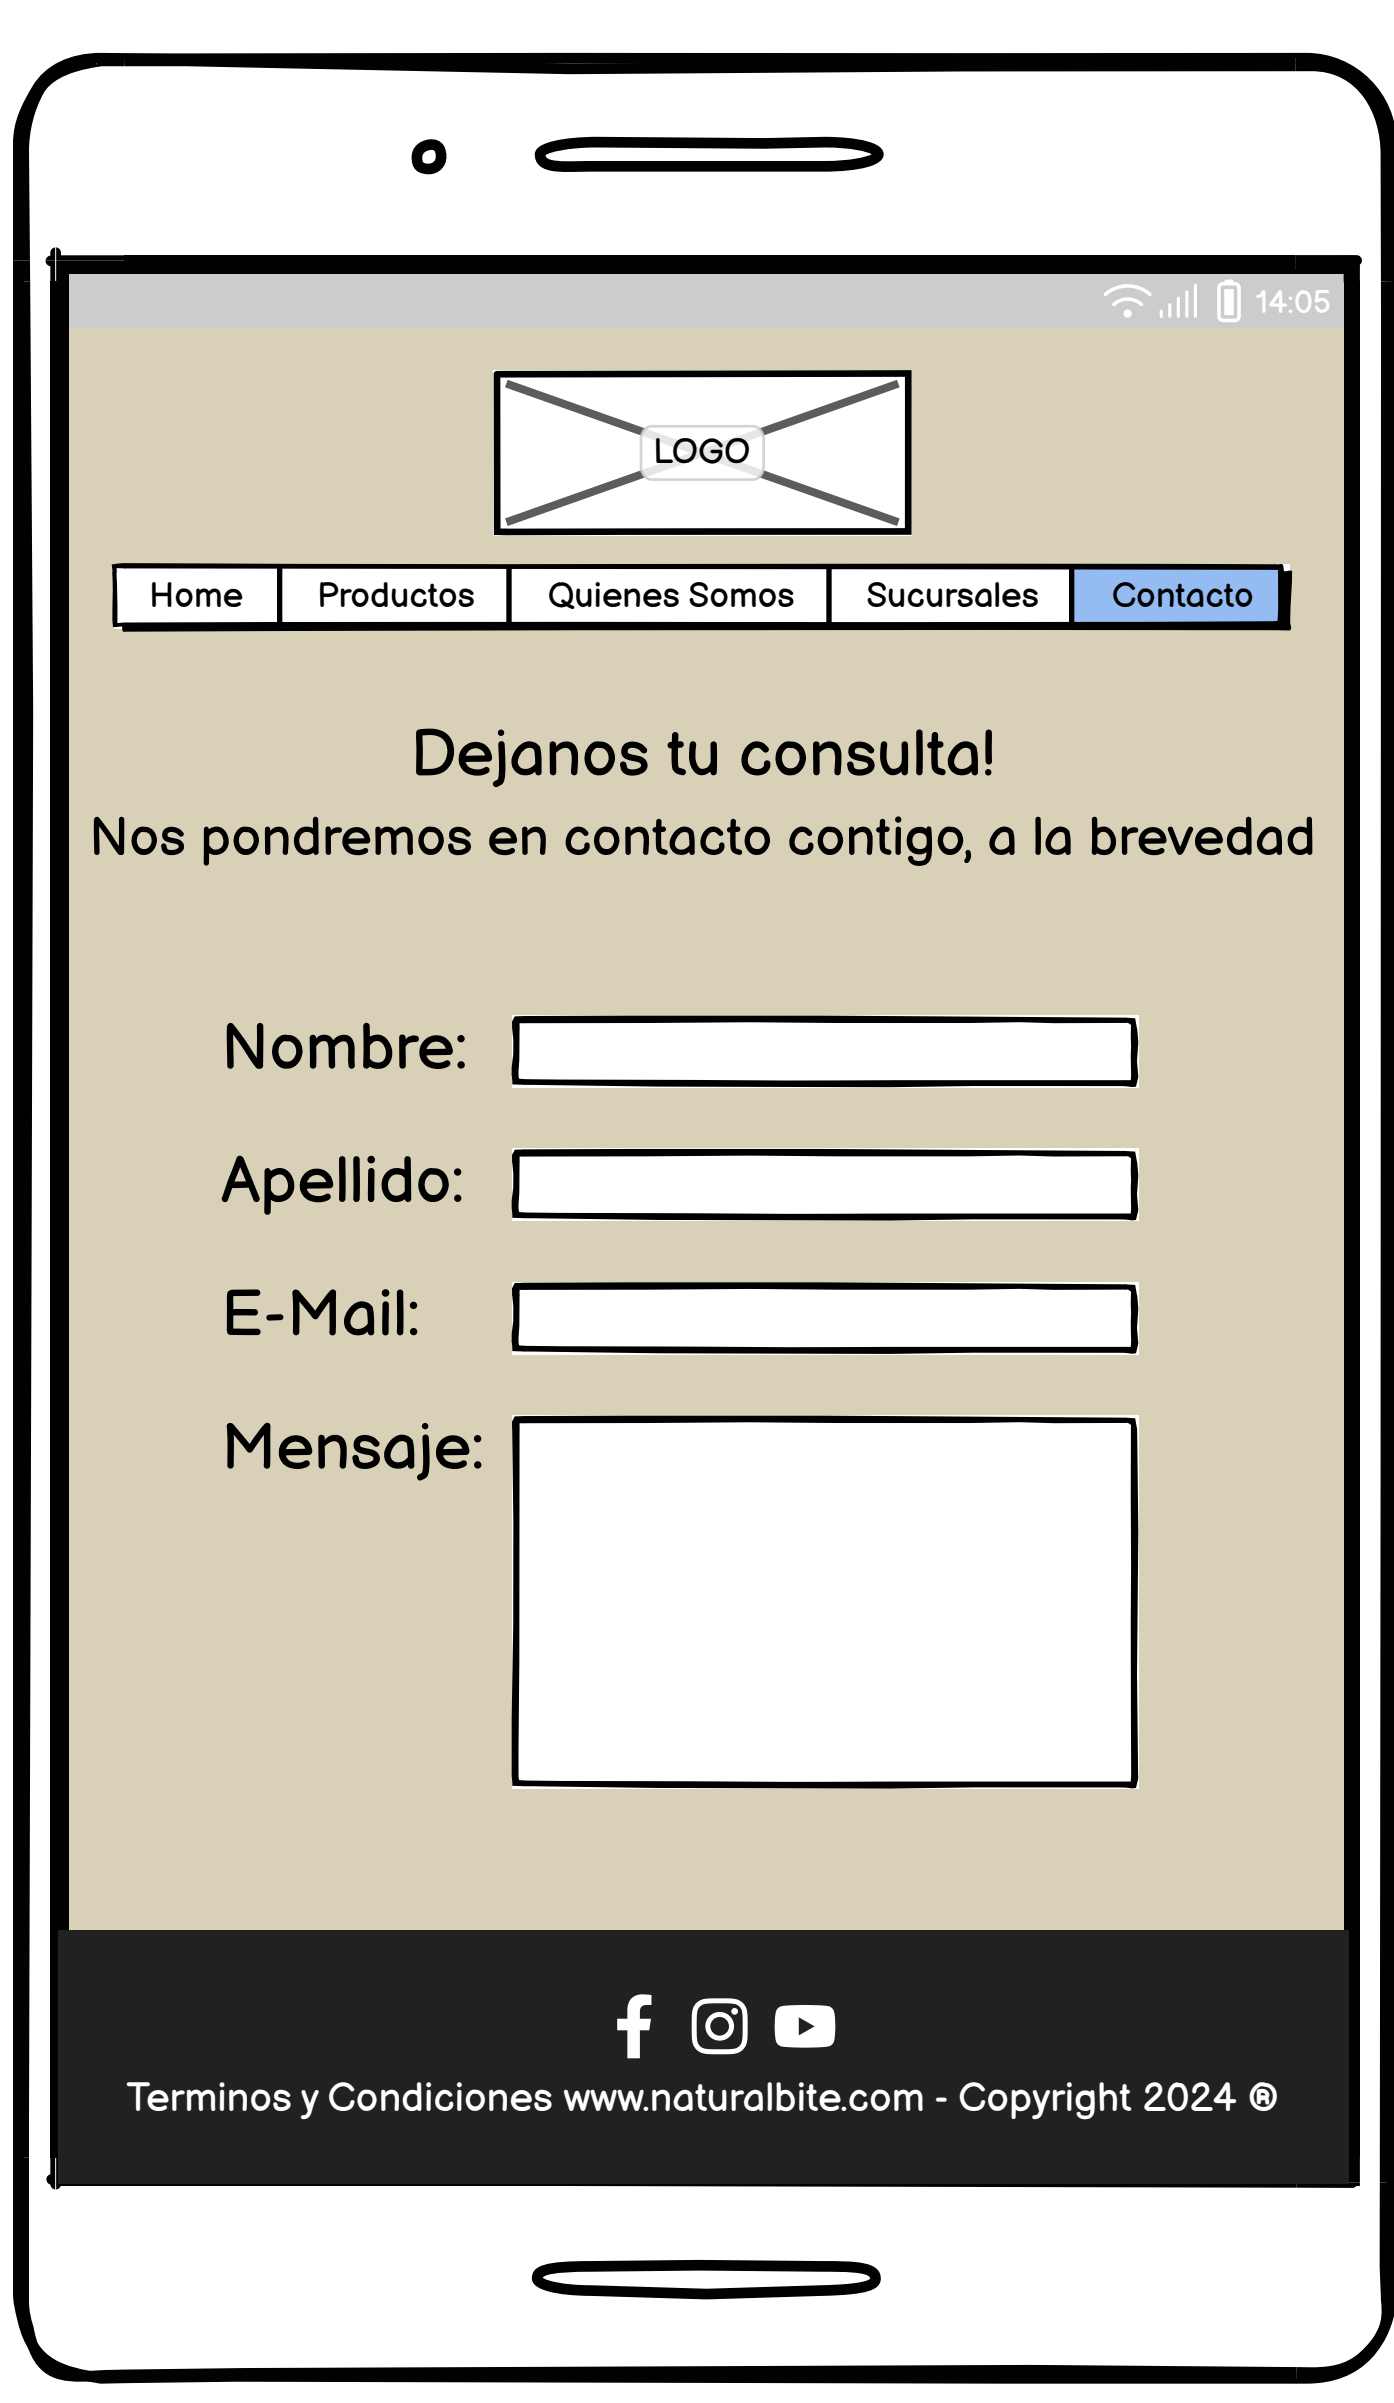 14:05
LOGO
Home Productos Quienes Somos Sucursales Contacto
Dejanos tu consulta!
Nos pondremos en contacto contigo, a la brevedad
Nombre:
Apellido:
E-Mail:
Mensaje:
Terminos y Condiciones www.naturalbite.com - Copyright 2024 ®